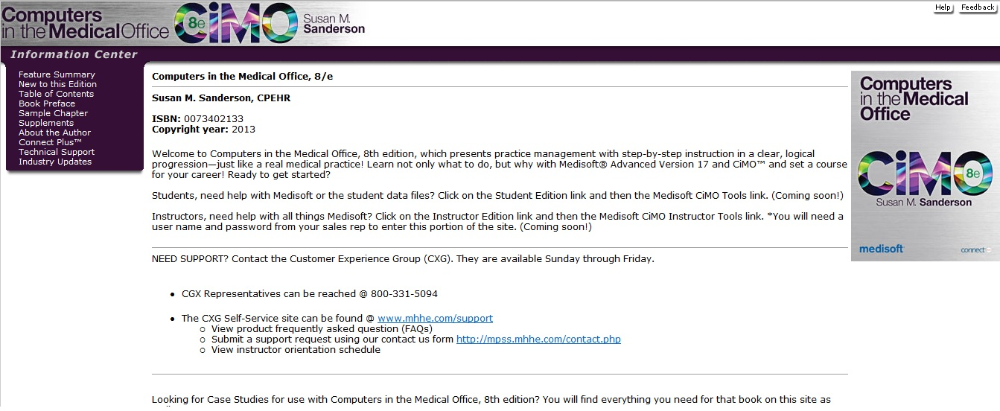 Computers
in the Medical Office
CiMO
8e
Susan M.
Sanderson
Help
Feedback
Information Center
Feature Summary
New to this Edition
Table of Contents
Book Preface
Sample Chapter
Supplements
About the Author
Connect Plus™
Technical Support
Industry Updates
Computers in the Medical Office, 8/e
Susan M. Sanderson, CPEHR
ISBN: 0073402133
Copyright year: 2013
Welcome to Computers in the Medical Office, 8th edition, which presents practice management with step-by-step instruction in a clear, logical
progression—just like a real medical practice! Learn not only what to do, but why with Medisoft® Advanced Version 17 and CiMO™ and set a course
for your career! Ready to get started?
Students, need help with Medisoft or the student data files? Click on the Student Edition link and then the Medisoft CiMO Tools link. (Coming soon!)
Instructors, need help with all things Medisoft? Click on the Instructor Edition link and then the Medisoft CiMO Instructor Tools link. *You will need a
user name and password from your sales rep to enter this portion of the site. (Coming soon!)
NEED SUPPORT? Contact the Customer Experience Group (CXG). They are available Sunday through Friday.
CGX Representatives can be reached @ 800-331-5094
The CXG Self-Service site can be found @ www.mhhe.com/support
View product frequently asked question (FAQs)
Submit a support request using our contact us form http://mpss.mhhe.com/contact.php
View instructor orientation schedule
Looking for Case Studies for use with Computers in the Medical Office, 8th edition? You will find everything you need for that book on this site as
Computers
in the Medical
Office
CiMO
8e
Susan M. Sanderson
medisoft
connect